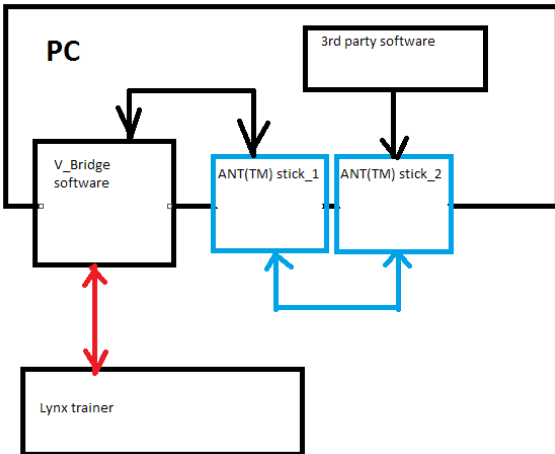 PC
3rd party software
V_Bridge
software
ANT(TM) stick_1
ANT(TM) stick_2
Lynx trainer